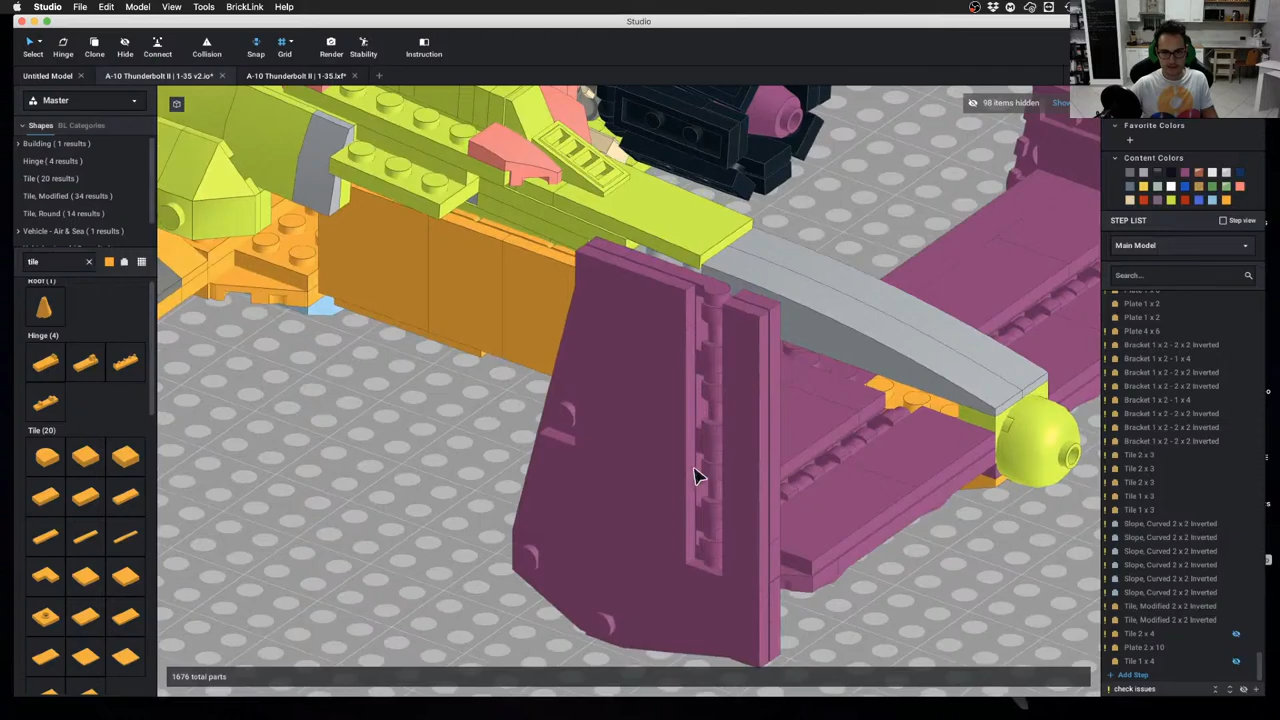 Studio File Edit Model View Tools BrickLink Help
Studio
Select Hinge Clone Hide Connect Collision Snap Grid Render Stability Instruction
Untitled Model A-10 Thunderbolt II | 1-35 v2.io* A-10 Thunderbolt II | 1-35.lxf*
Master
Shapes BL Categories
Building ( 1 results )
Hinge ( 4 results )
Tile ( 20 results )
Tile, Modified ( 34 results )
Tile, Round ( 14 results )
Vehicle - Air & Sea ( 1 results )
tile
Roof (1)
Hinge (4)
Tile (20)
98 items hidden Show
1676 total parts
Favorite Colors
Content Colors
STEP LIST Step view
Main Model
Search...
Plate 1 x 2
Plate 1 x 2
Plate 4 x 6
Bracket 1 x 2 - 2 x 2 Inverted
Bracket 1 x 2 - 1 x 4
Bracket 1 x 2 - 2 x 2 Inverted
Bracket 1 x 2 - 2 x 2 Inverted
Bracket 1 x 2 - 1 x 4
Bracket 1 x 2 - 2 x 2 Inverted
Bracket 1 x 2 - 2 x 2 Inverted
Bracket 1 x 2 - 2 x 2 Inverted
Tile 2 x 3
Tile 2 x 3
Tile 2 x 3
Tile 1 x 3
Tile 1 x 3
Slope, Curved 2 x 2 Inverted
Slope, Curved 2 x 2 Inverted
Slope, Curved 2 x 2 Inverted
Slope, Curved 2 x 2 Inverted
Slope, Curved 2 x 2 Inverted
Slope, Curved 2 x 2 Inverted
Tile, Modified 2 x 2 Inverted
Tile, Modified 2 x 2 Inverted
Tile 2 x 4
Plate 2 x 10
Tile 1 x 4
Add Step
check issues